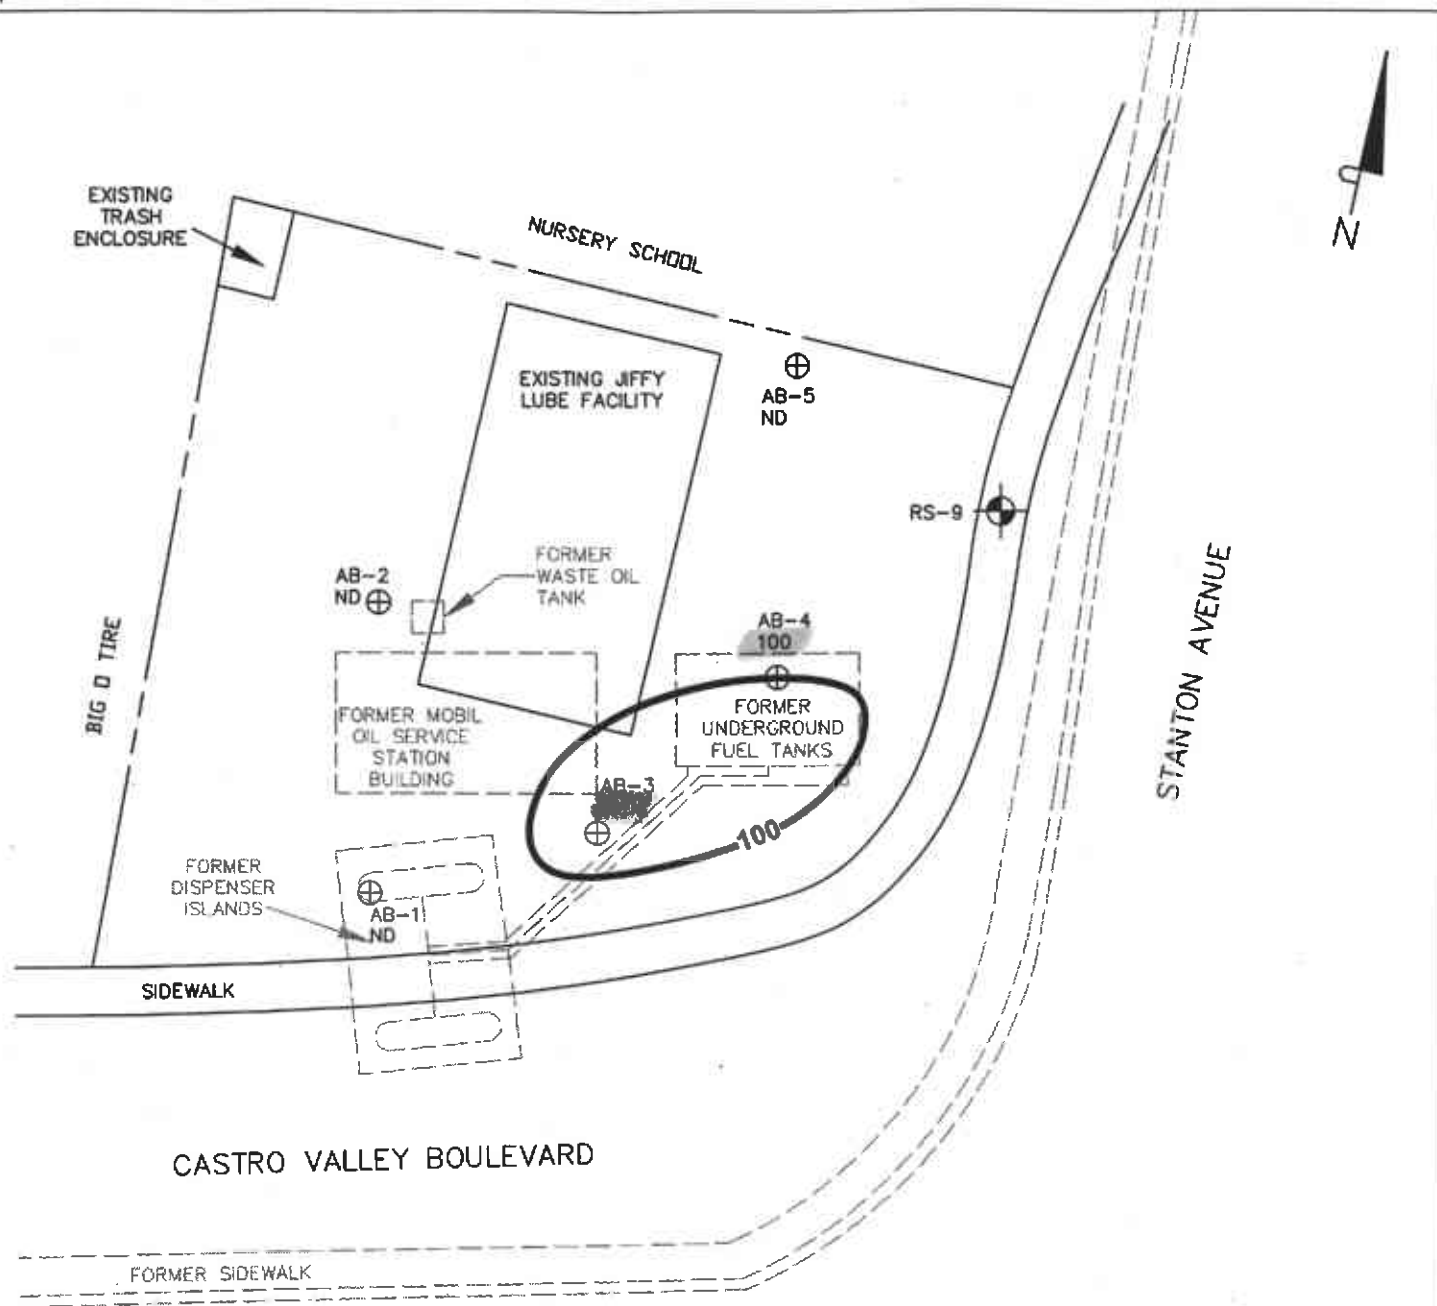 N
EXISTING
TRASH
ENCLOSURE
NURSERY SCHOOL
EXISTING JIFFY
LUBE FACILITY
AB-5
ND
RS-9
FORMER
WASTE OIL
TANK
AB-2
ND
AB-4
100
BIG D TIRE
STANTON AVENUE
FORMER MOBIL
OIL SERVICE
STATION
BUILDING
FORMER
UNDERGROUND
FUEL TANKS
AB-3
100
FORMER
DISPENSER
ISLANDS
AB-1
ND
SIDEWALK
CASTRO VALLEY BOULEVARD
FORMER SIDEWALK